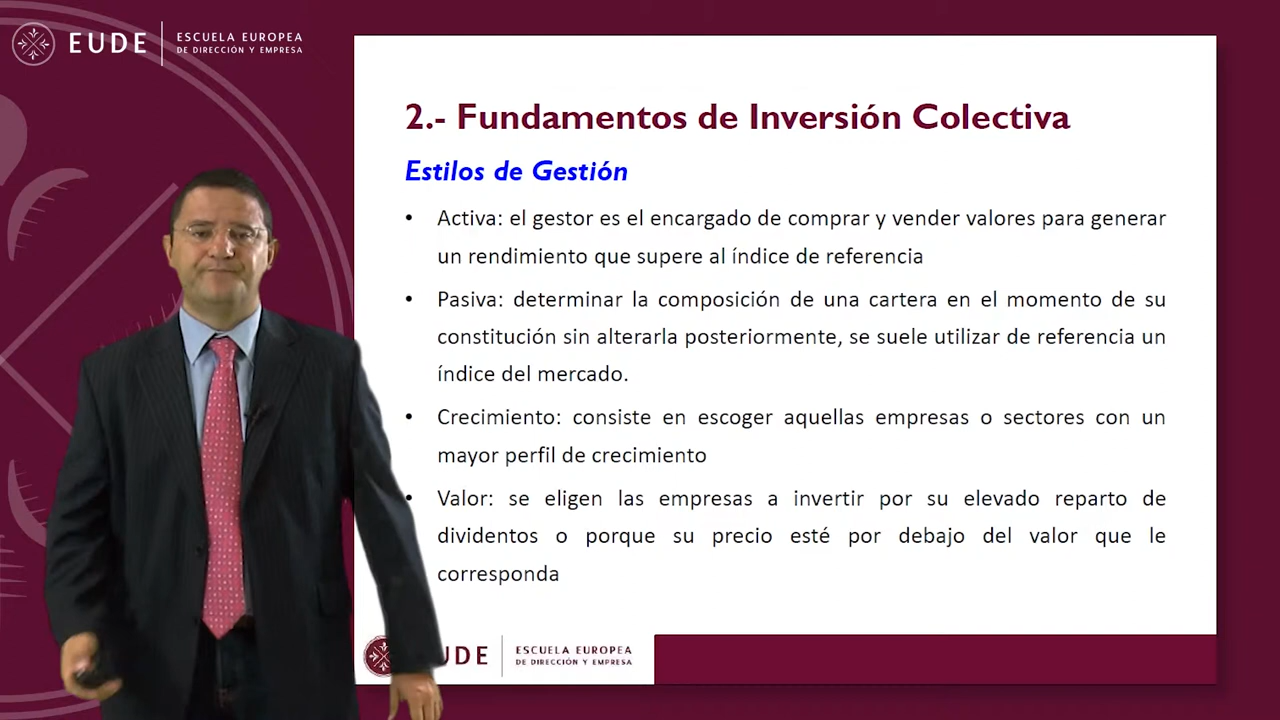 EUDE
ESCUELA EUROPEA
DE DIRECCIÓN Y EMPRESA
2.- Fundamentos de Inversión Colectiva
Estilos de Gestión
• Activa: el gestor es el encargado de comprar y vender valores para generar
un rendimiento que supere al índice de referencia
• Pasiva: determinar la composición de una cartera en el momento de su
constitución sin alterarla posteriormente, se suele utilizar de referencia un
índice del mercado.
• Crecimiento: consiste en escoger aquellas empresas o sectores con un
mayor perfil de crecimiento
• Valor: se eligen las empresas a invertir por su elevado reparto de
dividentos o porque su precio esté por debajo del valor que le
corresponda
UDE
ESCUELA EUROPEA
DE DIRECCIÓN Y EMPRESA